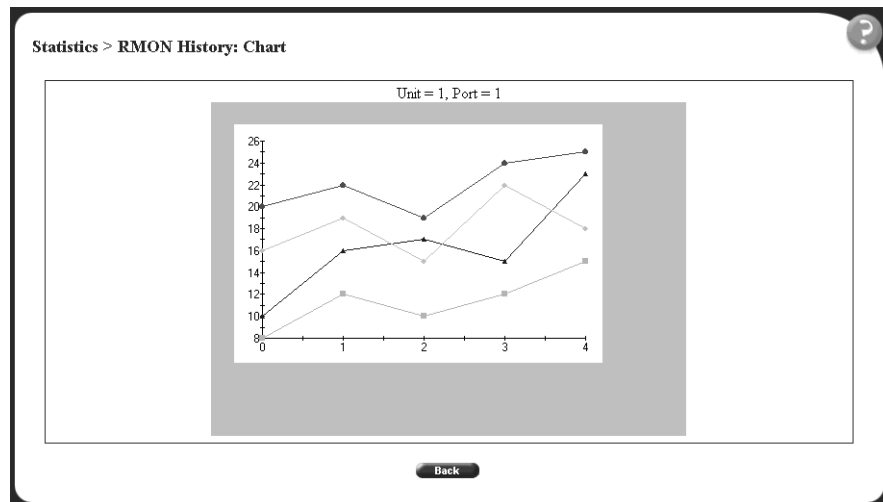 ?
Statistics > RMON History: Chart
Unit = 1, Port = 1
26
24
22
20
18
16
14
12
10
8
0 1 2 3 4
Back